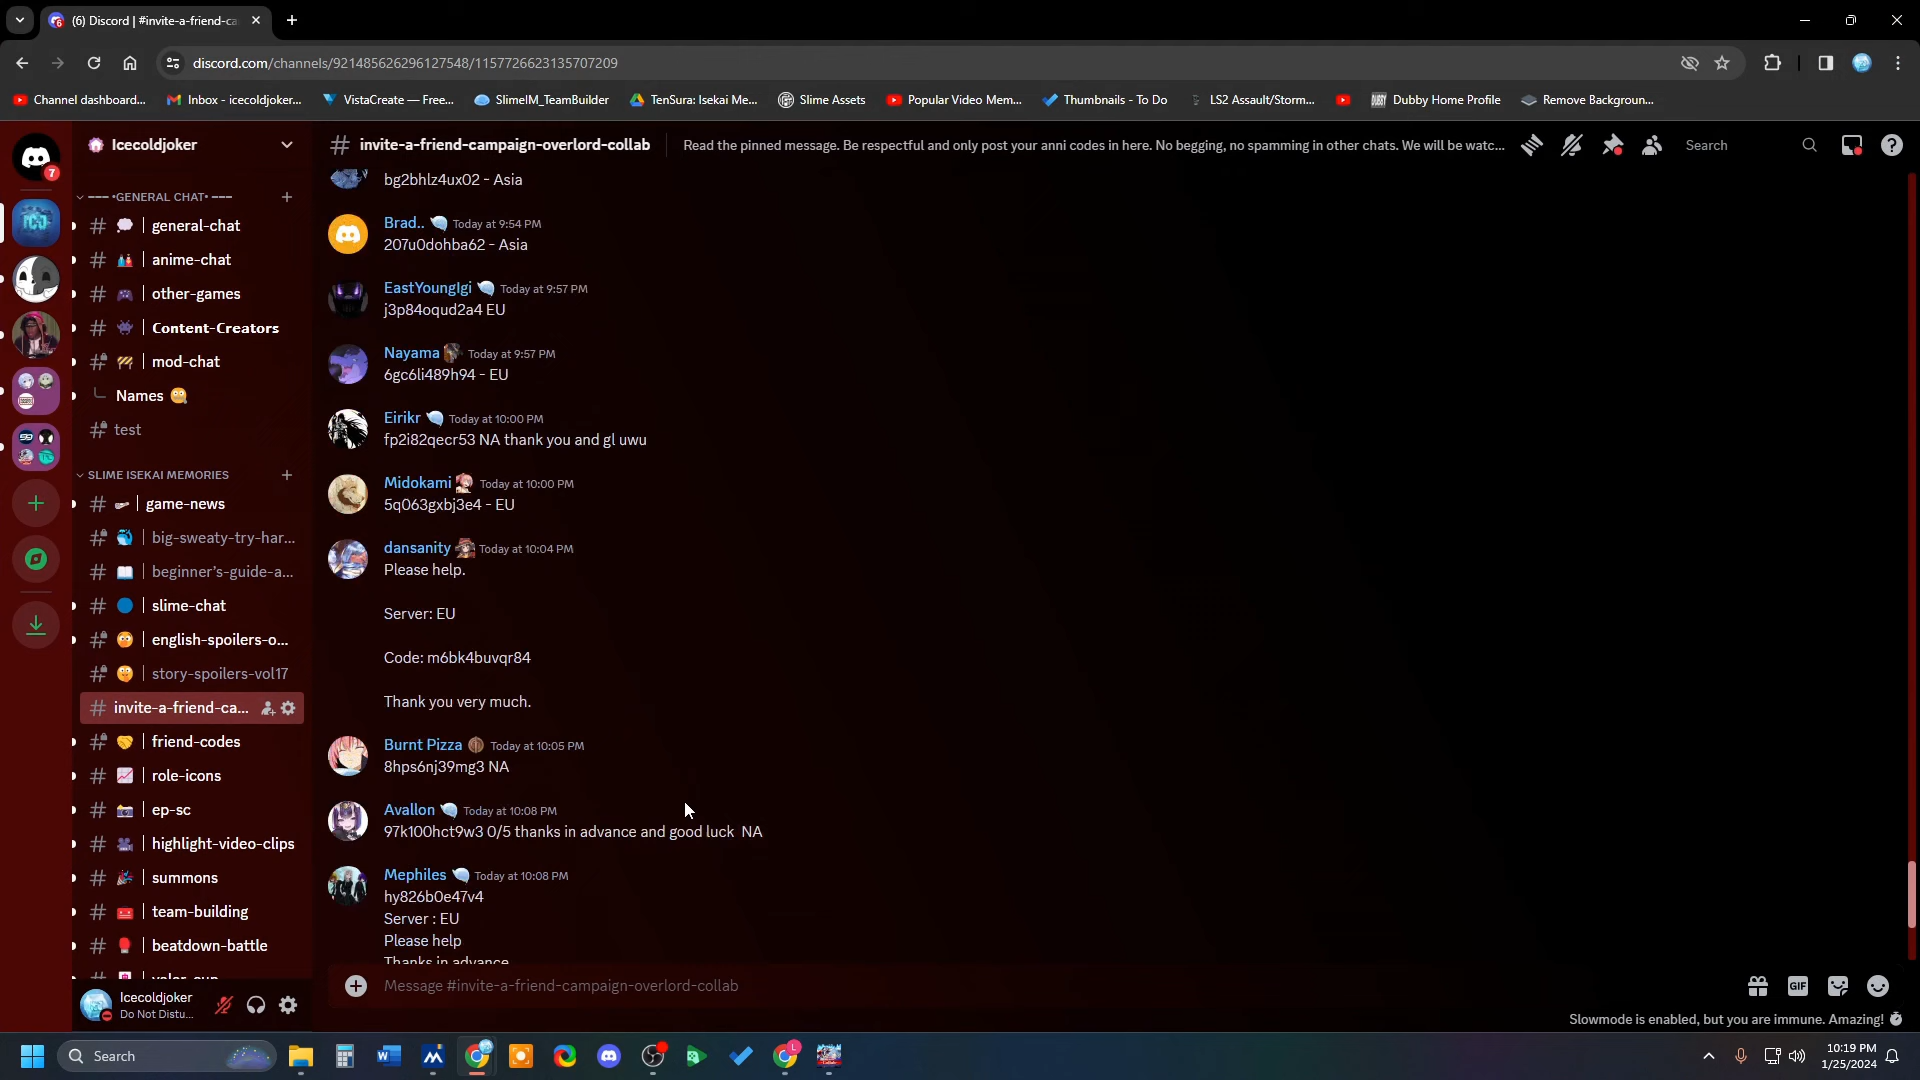 (6) Discord | #invite-a-friend-ca
discord.com/channels/921485626296127548/1157726623135707209
Channel dashboard...
Inbox - icecoldjoker...
VistaCreate — Free...
SlimeIM_TeamBuilder
TenSura: Isekai Me...
Slime Assets
Popular Video Mem...
Thumbnails - To Do
LS2 Assault/Storm...
Dubby Home Profile
Remove Backgroun...
7
Icecoldjoker
--- •GENERAL CHAT• ---
general-chat
anime-chat
other-games
Content-Creators
mod-chat
Names
test
SLIME ISEKAI MEMORIES
game-news
big-sweaty-try-har...
beginner's-guide-a...
slime-chat
english-spoilers-o...
story-spoilers-vol17
invite-a-friend-ca...
friend-codes
role-icons
ep-sc
highlight-video-clips
summons
team-building
beatdown-battle
Icecoldjoker
Do Not Distu...
invite-a-friend-campaign-overlord-collab
Read the pinned message. Be respectful and only post your anni codes in here. No begging, no spamming in other chats. We will be watc...
Search
bg2bhlz4ux02 - Asia
Brad.. Today at 9:54 PM
207u0dohba62 - Asia
EastYounglgi Today at 9:57 PM
j3p84oqud2a4 EU
Nayama Today at 9:57 PM
6gc6li489h94 - EU
Eirikr Today at 10:00 PM
fp2i82qecr53 NA thank you and gl uwu
Midokami Today at 10:00 PM
5q063gxbj3e4 - EU
dansanity Today at 10:04 PM
Please help.
Server: EU
Code: m6bk4buvqr84
Thank you very much.
Burnt Pizza Today at 10:05 PM
8hps6nj39mg3 NA
Avallon Today at 10:08 PM
97k100hct9w3 0/5 thanks in advance and good luck NA
Mephiles Today at 10:08 PM
hy826b0e47v4
Server : EU
Please help
Thanks in advance
Message #invite-a-friend-campaign-overlord-collab
GIF
Slowmode is enabled, but you are immune. Amazing!
Search
10:19 PM
1/25/2024